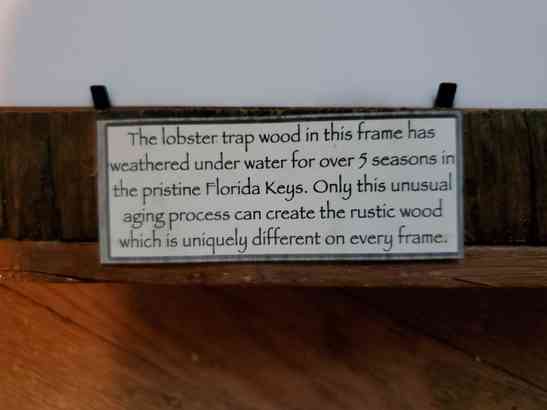 The lobster trap wood in this frame has
weathered under water for over 5 seasons in
the pristine Florida Keys. Only this unusual
aging process can create the rustic wood
which is uniquely different on every frame.